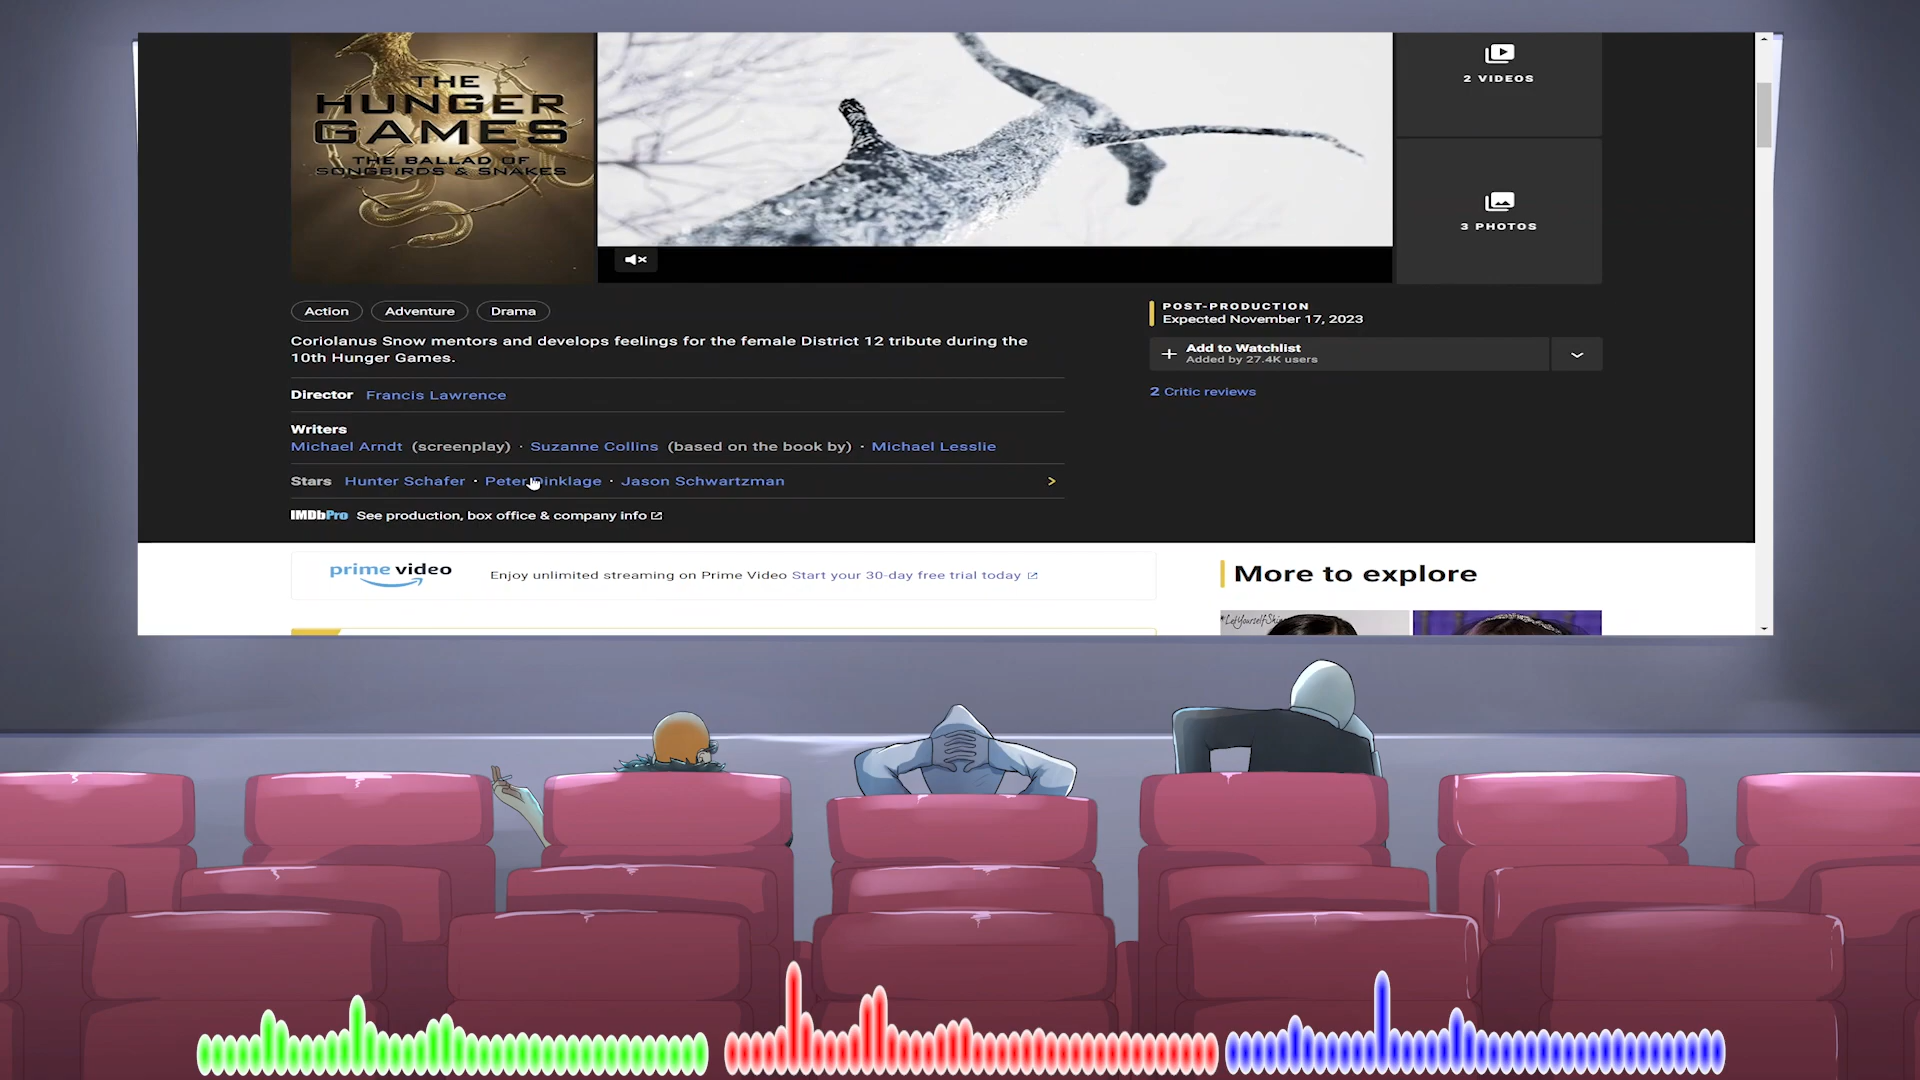 THE
HUNGER
GAMES
THE BALLAD OF
SONGBIRDS & SNAKES
2 VIDEOS
3 PHOTOS
Action Adventure Drama
Coriolanus Snow mentors and develops feelings for the female District 12 tribute during the
10th Hunger Games.
Director Francis Lawrence
Writers
Michael Arndt (screenplay) · Suzanne Collins (based on the book by) · Michael Lesslie
Stars Hunter Schafer · Peter Dinklage · Jason Schwartzman
IMDbPro See production, box office & company info
POST-PRODUCTION
Expected November 17, 2023
Add to Watchlist
Added by 27.4K users
2 Critic reviews
prime video Enjoy unlimited streaming on Prime Video Start your 30-day free trial today
More to explore